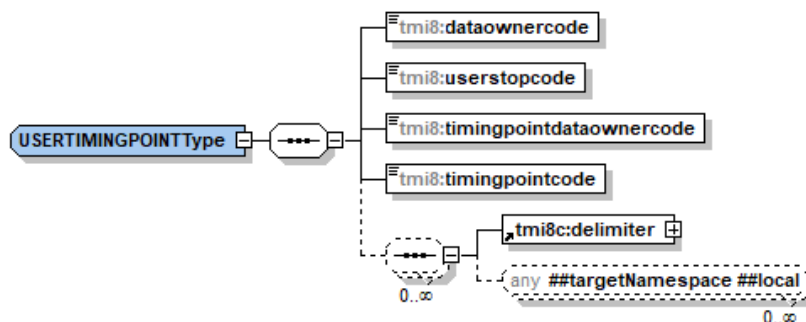 tmi8:dataownercode
tmi8:userstopcode
USERTIMINGPOINTType
tmi8:timingpointdataownercode
tmi8:timingpointcode
tmi8c:delimiter
any ##targetNamespace ##local
0..∞
0..∞